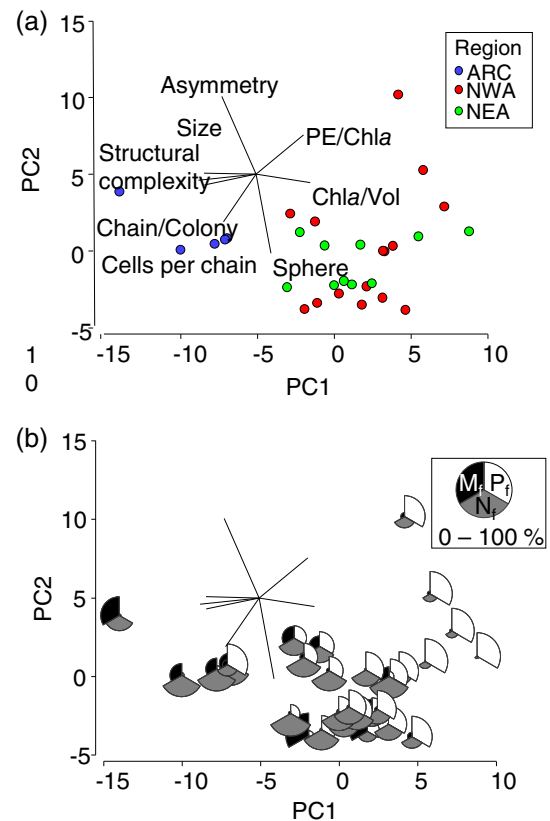 (a)
15
10
5
0
-5
PC2
Asymmetry
Size
Structural
complexity
Chain/Colony
Cells per chain
Sphere
PE/Chla
Chla/Vol
Region
ARC
NWA
NEA
1
0
-15 -10 -5 0 5 10
PC1
(b)
15
10
5
0
-5
PC2
Mf Pf
Nf
0 – 100 %
-15 -10 -5 0 5 10
PC1